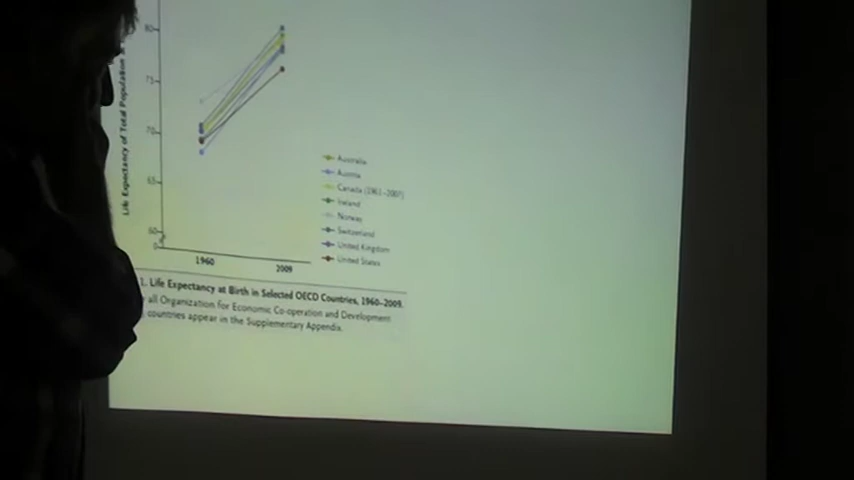 80
75
70
65
60
0
Life Expectancy of Total Population
1960
2009
Australia
Austria
Canada (1961–2007)
Ireland
Norway
Switzerland
United Kingdom
United States
1. Life Expectancy at Birth in Selected OECD Countries, 1960–2009.
all Organization for Economic Co-operation and Development
countries appear in the Supplementary Appendix.